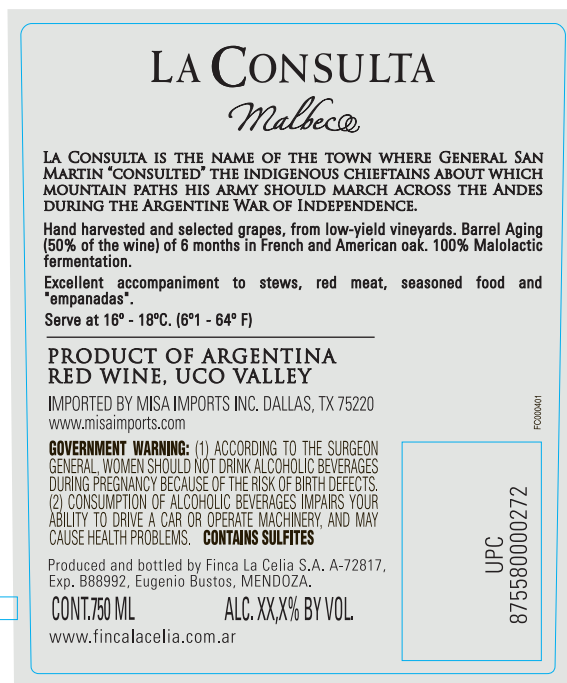 LA CONSULTA
Malbec
LA CONSULTA IS THE NAME OF THE TOWN WHERE GENERAL SAN
MARTIN "CONSULTED" THE INDIGENOUS CHIEFTAINS ABOUT WHICH
MOUNTAIN PATHS HIS ARMY SHOULD MARCH ACROSS THE ANDES
DURING THE ARGENTINE WAR OF INDEPENDENCE.
Hand harvested and selected grapes, from low-yield vineyards. Barrel Aging
(50% of the wine) of 6 months in French and American oak. 100% Malolactic
fermentation.
Excellent accompaniment to stews, red meat, seasoned food and
"empanadas".
Serve at 16º - 18ºC. (6º1 - 64º F)
PRODUCT OF ARGENTINA
RED WINE, UCO VALLEY
IMPORTED BY MISA IMPORTS INC. DALLAS, TX 75220
www.misaimports.com
GOVERNMENT WARNING: (1) ACCORDING TO THE SURGEON
GENERAL, WOMEN SHOULD NOT DRINK ALCOHOLIC BEVERAGES
DURING PREGNANCY BECAUSE OF THE RISK OF BIRTH DEFECTS.
(2) CONSUMPTION OF ALCOHOLIC BEVERAGES IMPAIRS YOUR
ABILITY TO DRIVE A CAR OR OPERATE MACHINERY, AND MAY
CAUSE HEALTH PROBLEMS. CONTAINS SULFITES
Produced and bottled by Finca La Celia S.A. A-72817,
Exp. B88992, Eugenio Bustos, MENDOZA.
CONT.750 ML ALC. XX,X% BY VOL.
www.fincalacelia.com.ar
FC000401
UPC
875580000272